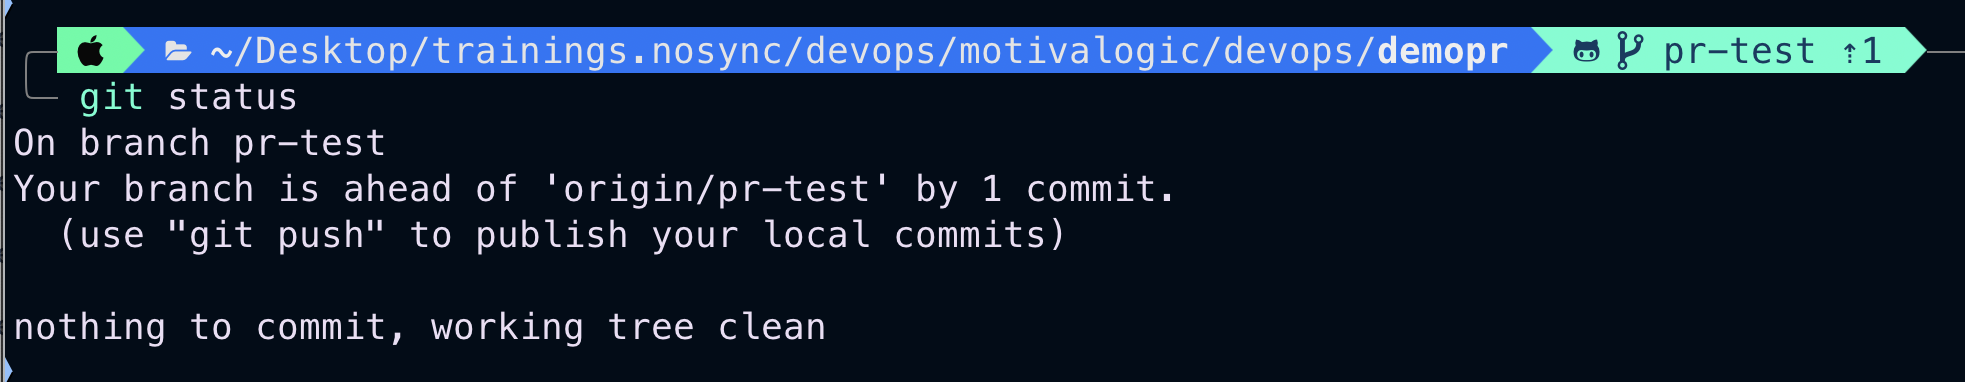 ~/Desktop/trainings.nosync/devops/motivalogic/devops/demopr pr-test ⇡1
git status
On branch pr-test
Your branch is ahead of 'origin/pr-test' by 1 commit.
  (use "git push" to publish your local commits)
nothing to commit, working tree clean